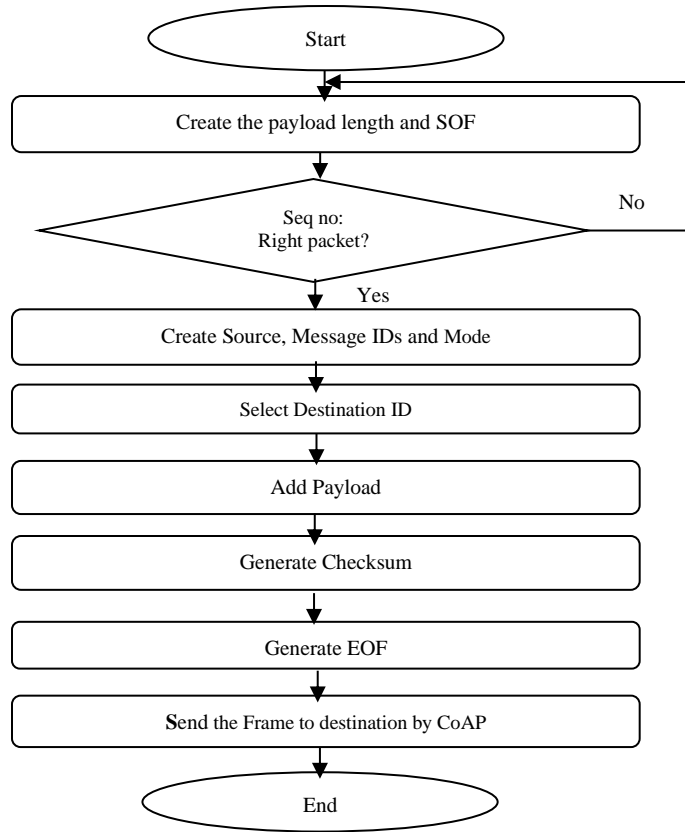 Start
Create the payload length and SOF
Seq no:
Right packet?
No
Yes
Create Source, Message IDs and Mode
Select Destination ID
Add Payload
Generate Checksum
Generate EOF
Send the Frame to destination by CoAP
End